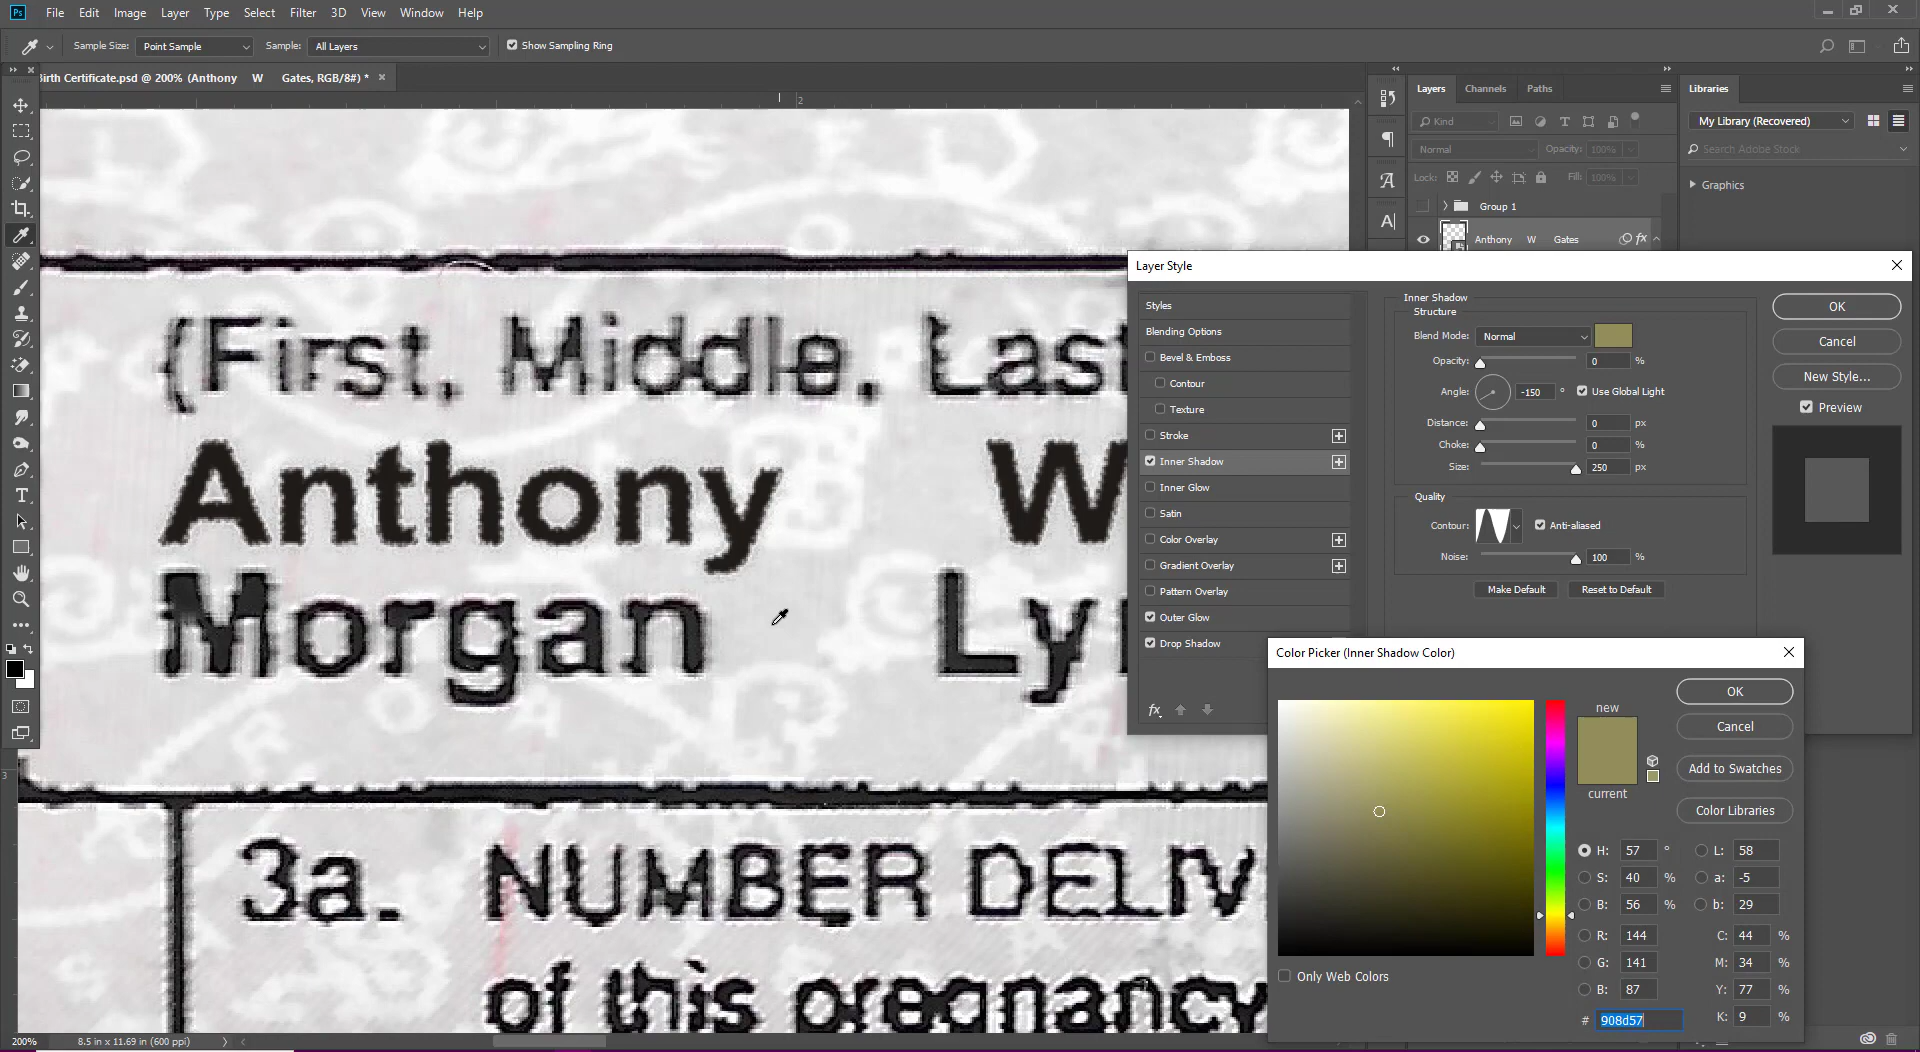 Ps File Edit Image Layer Type Select Filter 3D View Window Help
Sample Size: Point Sample Sample: All Layers Show Sampling Ring
Birth Certificate.psd @ 200% (Anthony W Gates, RGB/8#) *
2
(First, Middle, Last
Anthony W
Morgan Ly
3
3a. NUMBER DELIV
of this pregnancy
200% 8.5 in x 11.69 in (600 ppi)
Layers Channels Paths
Kind
Normal Opacity: 100%
Lock: Fill: 100%
Group 1
Anthony W Gates fx
Libraries
My Library (Recovered)
Search Adobe Stock
Graphics
Layer Style
Styles
Blending Options
Bevel & Emboss
Contour
Texture
Stroke
Inner Shadow
Inner Glow
Satin
Color Overlay
Gradient Overlay
Pattern Overlay
Outer Glow
Drop Shadow
fx
Inner Shadow
Structure
Blend Mode: Normal
Opacity: 0 %
Angle: -150 ° Use Global Light
Distance: 0 px
Choke: 0 %
Size: 250 px
Quality
Contour: Anti-aliased
Noise: 100 %
Make Default Reset to Default
OK
Cancel
New Style...
Preview
Color Picker (Inner Shadow Color)
new
current
OK
Cancel
Add to Swatches
Color Libraries
H: 57 ° L: 58
S: 40 % a: -5
B: 56 % b: 29
R: 144 C: 44 %
G: 141 M: 34 %
B: 87 Y: 77 %
# 908d57 K: 9 %
Only Web Colors